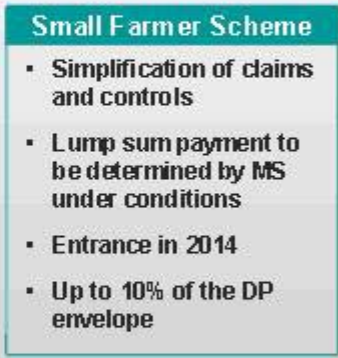 Small Farmer Scheme
▪ Simplification of claims
and controls
▪ Lump sum payment to
be determined by MS
under conditions
▪ Entrance in 2014
▪ Up to 10% of the DP
envelope